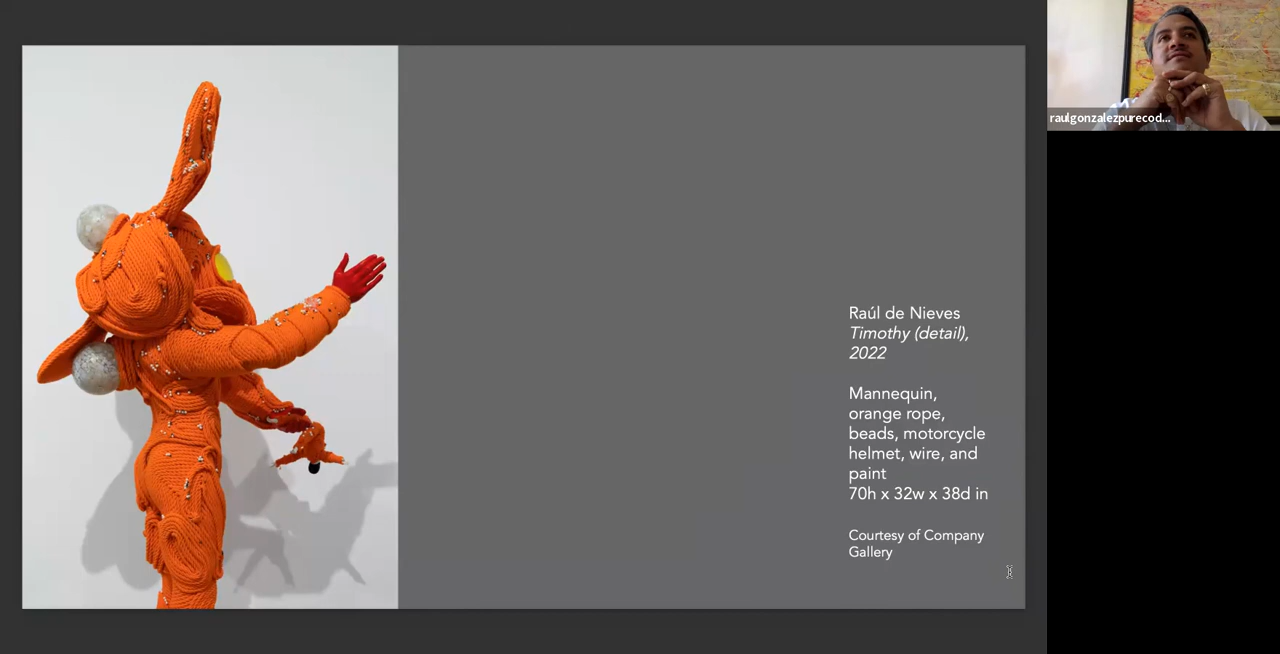 raulgonzalezpurecod...
Raúl de Nieves
Timothy (detail),
2022
Mannequin,
orange rope,
beads, motorcycle
helmet, wire, and
paint
70h x 32w x 38d in
Courtesy of Company
Gallery